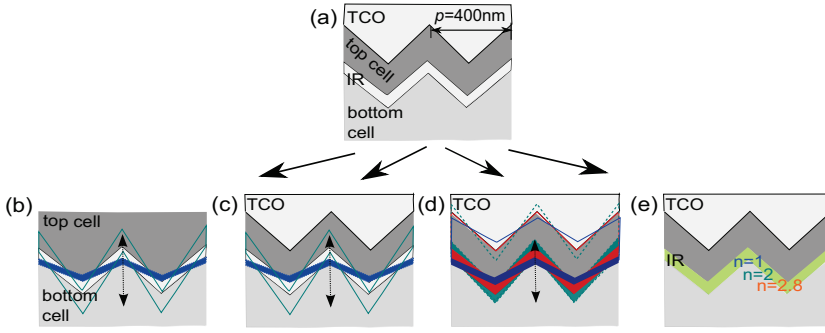 (a)
TCO
p=400nm
top cell
IR
bottom
cell
(b)
top cell
bottom
cell
(c)
TCO
(d)
TCO
(e)
TCO
IR
n=1
n=2
n=2.8